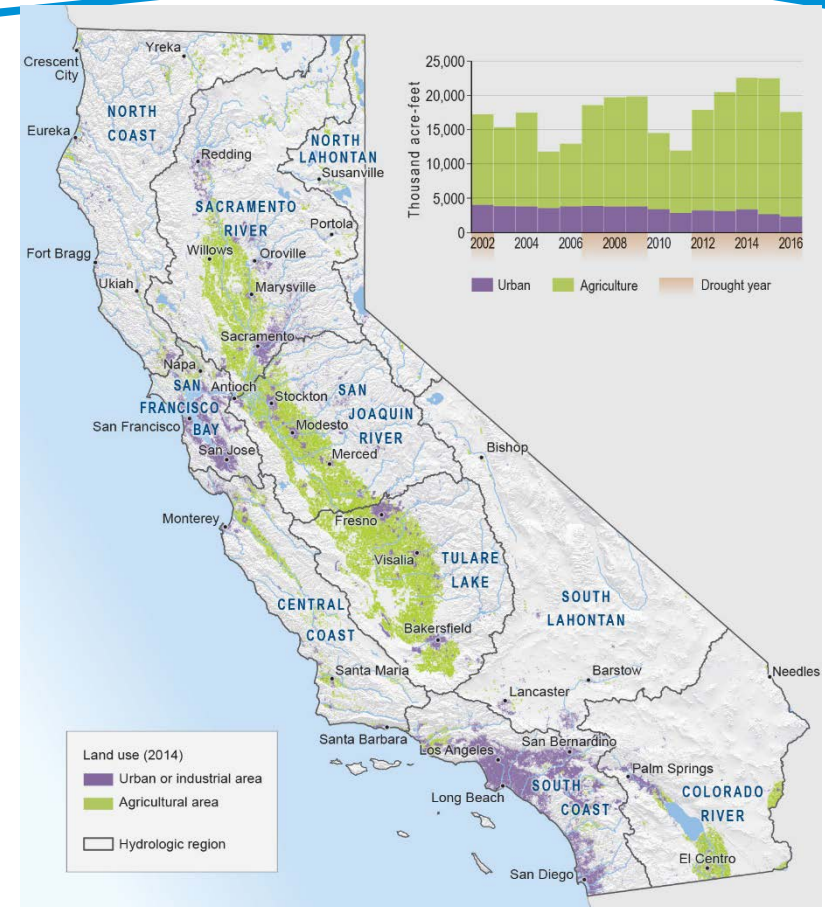 Yreka
Crescent
City
NORTH
COAST
Eureka
Redding
NORTH
LAHONTAN
Susanville
SACRAMENTO
RIVER
Portola
Fort Bragg
Willows
Oroville
Ukiah
Marysville
Sacramento
Napa
SAN
FRANCISCO
BAY
Antioch
Stockton
SAN
JOAQUIN
RIVER
San Francisco
Modesto
San Jose
Merced
Bishop
Monterey
Fresno
Visalia
TULARE
LAKE
CENTRAL
COAST
SOUTH
LAHONTAN
Bakersfield
Santa Maria
Barstow
Needles
Lancaster
Santa Barbara
Los Angeles
San Bernardino
Palm Springs
Long Beach
SOUTH
COAST
COLORADO
RIVER
El Centro
San Diego
Thousand acre-feet
25,000
20,000
15,000
10,000
5,000
0
2002 2004 2006 2008 2010 2012 2014 2016
Urban Agriculture Drought year
Land use (2014)
Urban or industrial area
Agricultural area
Hydrologic region